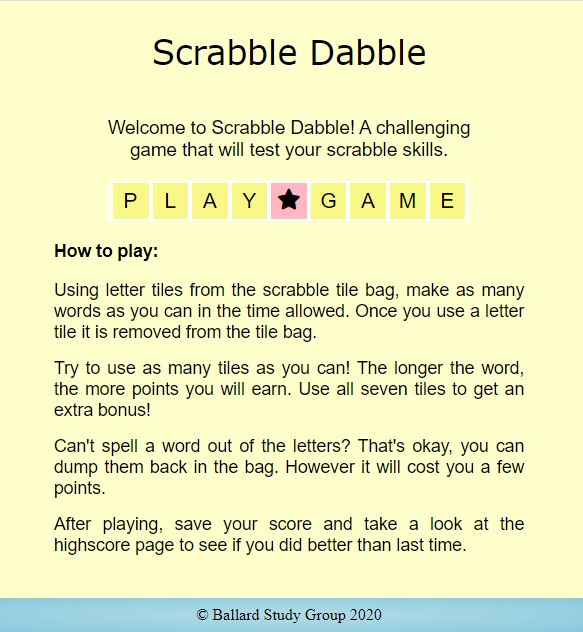 Scrabble Dabble
Welcome to Scrabble Dabble! A challenging
game that will test your scrabble skills.
P L A Y ★ G A M E
How to play:
Using letter tiles from the scrabble tile bag, make as many
words as you can in the time allowed. Once you use a letter
tile it is removed from the tile bag.
Try to use as many tiles as you can! The longer the word,
the more points you will earn. Use all seven tiles to get an
extra bonus!
Can't spell a word out of the letters? That's okay, you can
dump them back in the bag. However it will cost you a few
points.
After playing, save your score and take a look at the
highscore page to see if you did better than last time.
© Ballard Study Group 2020